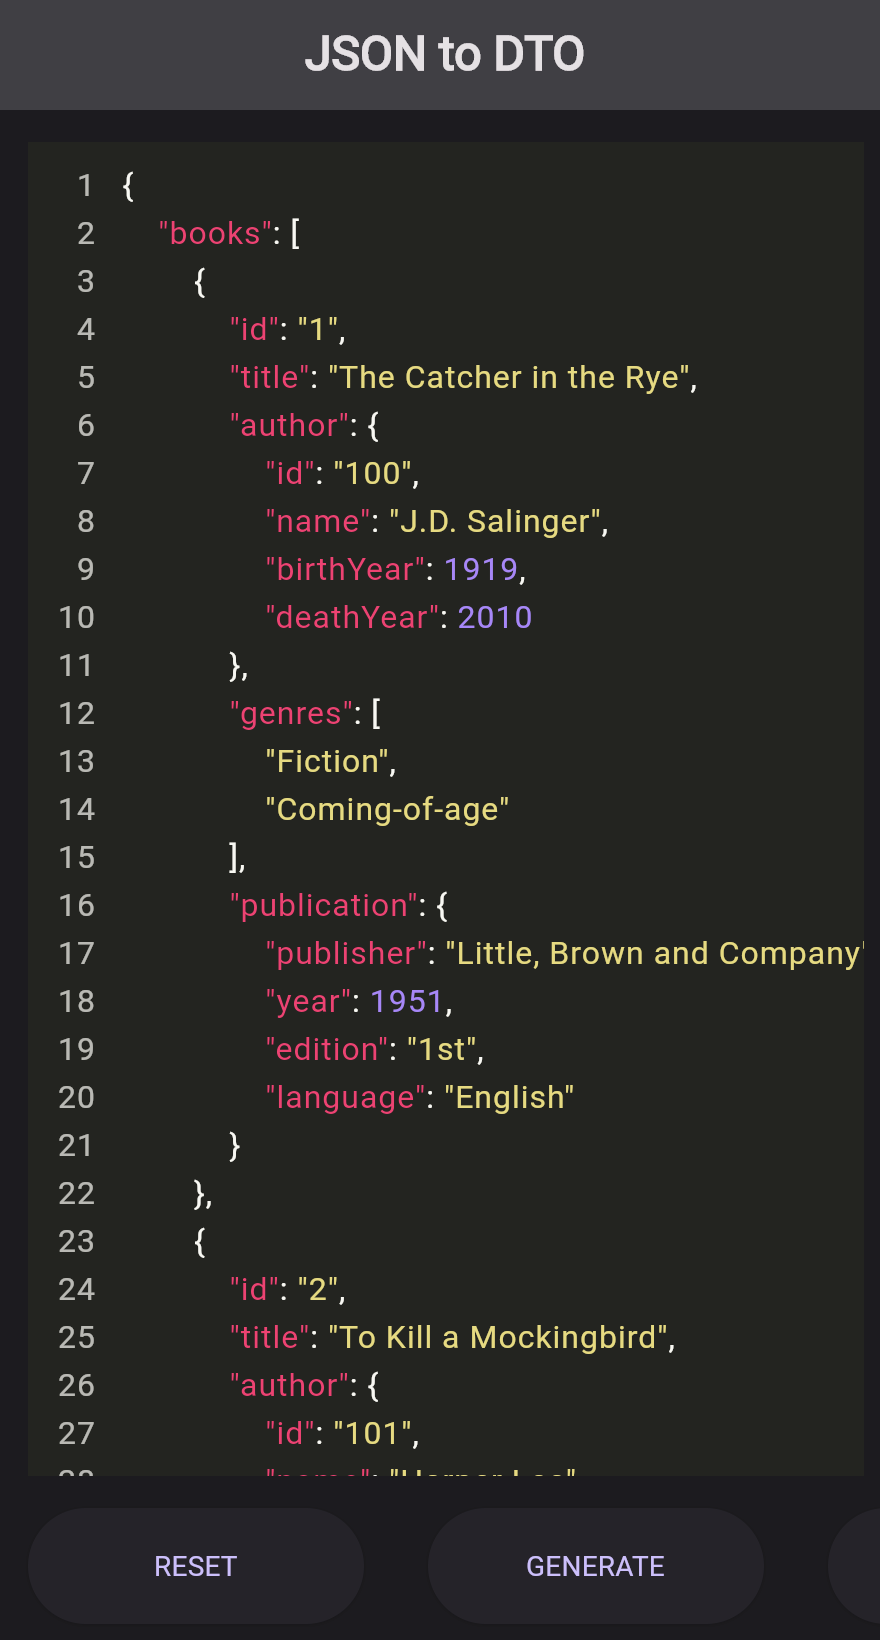 JSON to DTO
1 {
2 "books": [
3 {
4 "id": "1",
5 "title": "The Catcher in the Rye",
6 "author": {
7 "id": "100",
8 "name": "J.D. Salinger",
9 "birthYear": 1919,
10 "deathYear": 2010
11 },
12 "genres": [
13 "Fiction",
14 "Coming-of-age"
15 ],
16 "publication": {
17 "publisher": "Little, Brown and Company"
18 "year": 1951,
19 "edition": "1st",
20 "language": "English"
21 }
22 },
23 {
24 "id": "2",
25 "title": "To Kill a Mockingbird",
26 "author": {
27 "id": "101",
RESET GENERATE